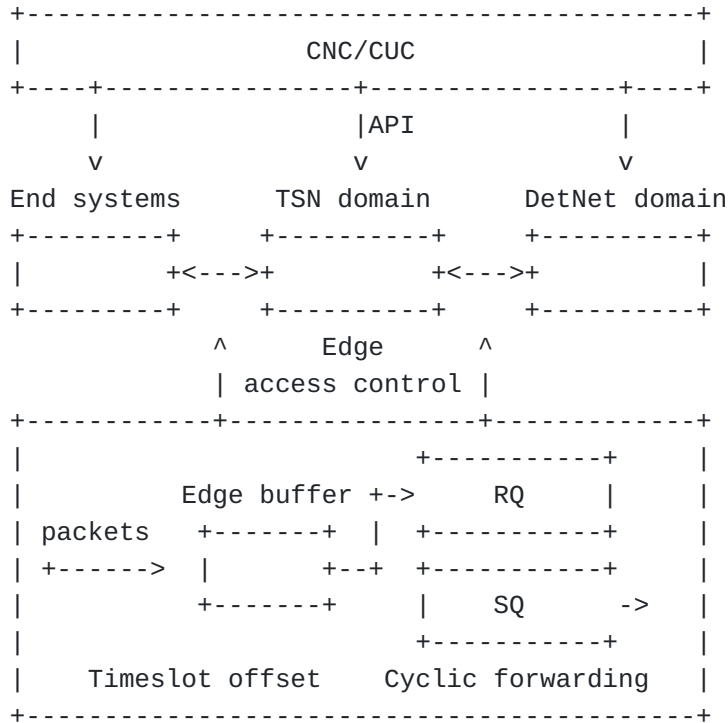 CNC/CUC
API
End systems TSN domain DetNet domain
Edge
access control
Edge buffer RQ
packets
SQ
Timeslot offset Cyclic forwarding